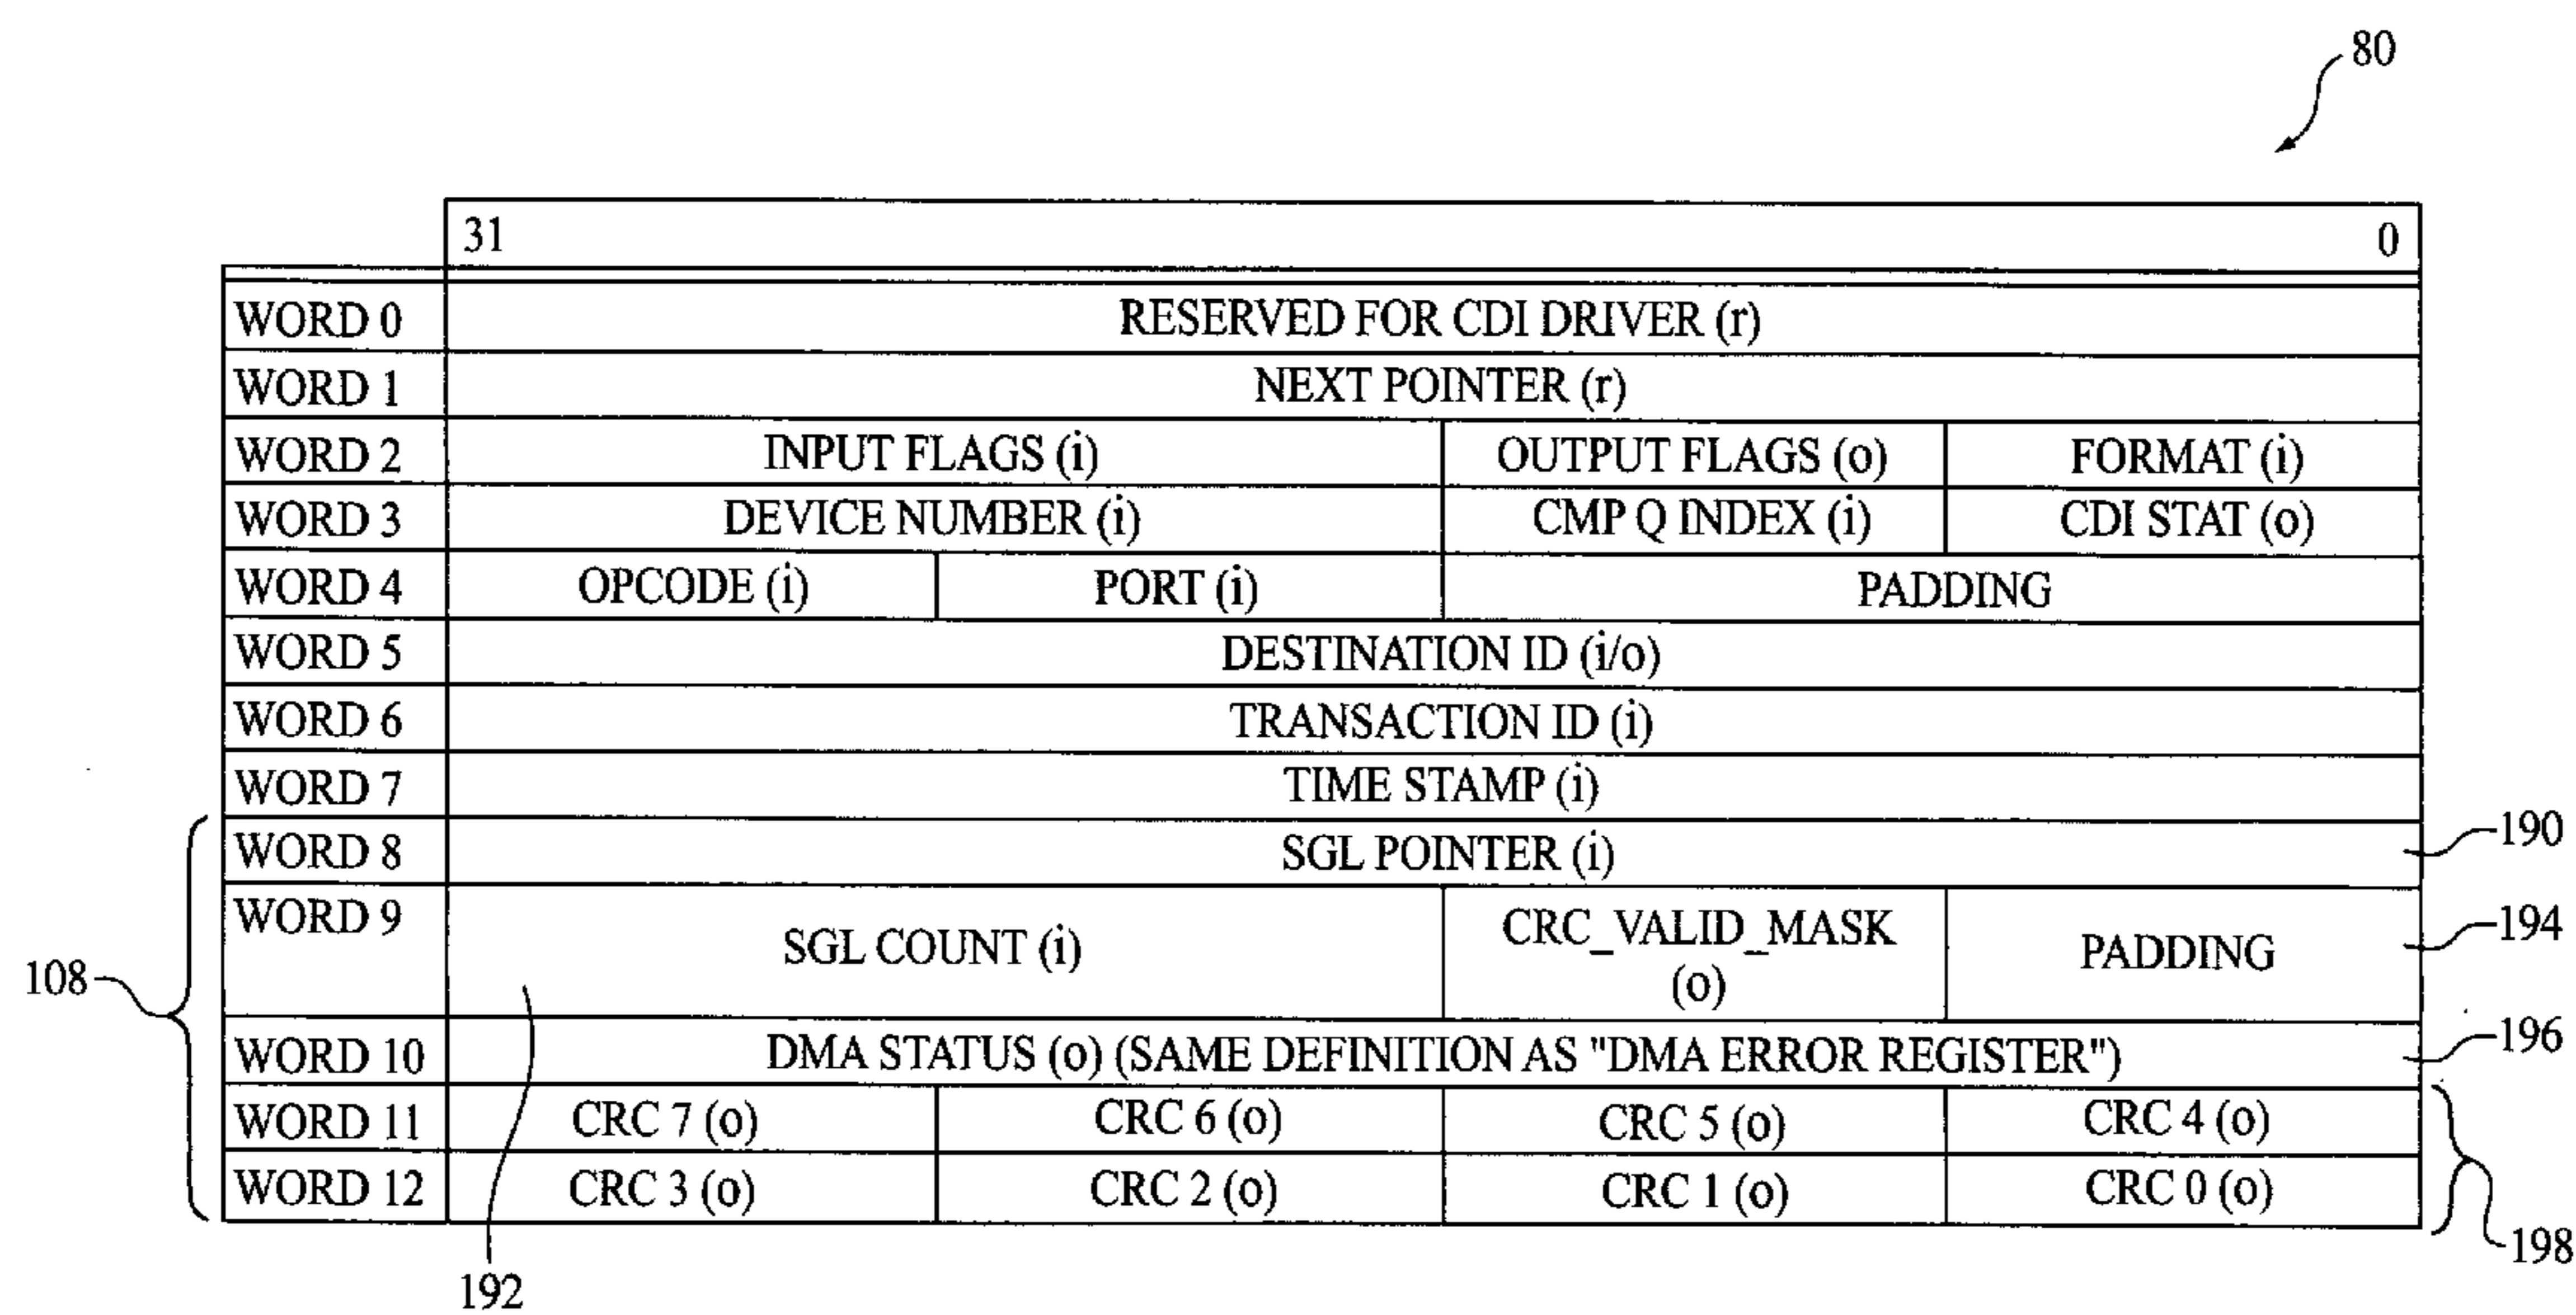 80
31 0
WORD 0 RESERVED FOR CDI DRIVER (r)
WORD 1 NEXT POINTER (r)
WORD 2 INPUT FLAGS (i) OUTPUT FLAGS (o) FORMAT (i)
WORD 3 DEVICE NUMBER (i) CMP Q INDEX (i) CDI STAT (o)
WORD 4 OPCODE (i) PORT (i) PADDING
WORD 5 DESTINATION ID (i/o)
WORD 6 TRANSACTION ID (i)
WORD 7 TIME STAMP (i)
WORD 8 SGL POINTER (i) 190
WORD 9 SGL COUNT (i) CRC_VALID_MASK (o) PADDING 194
108
WORD 10 DMA STATUS (o) (SAME DEFINITION AS "DMA ERROR REGISTER") 196
WORD 11 CRC 7 (o) CRC 6 (o) CRC 5 (o) CRC 4 (o)
WORD 12 CRC 3 (o) CRC 2 (o) CRC 1 (o) CRC 0 (o)
198
192